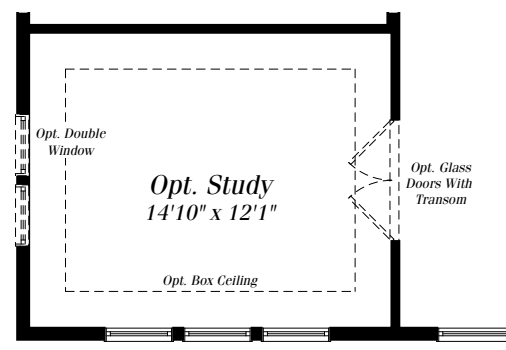 Opt. Double
Window
Opt. Study
14'10" x 12'1"
Opt. Glass
Doors With
Transom
Opt. Box Ceiling